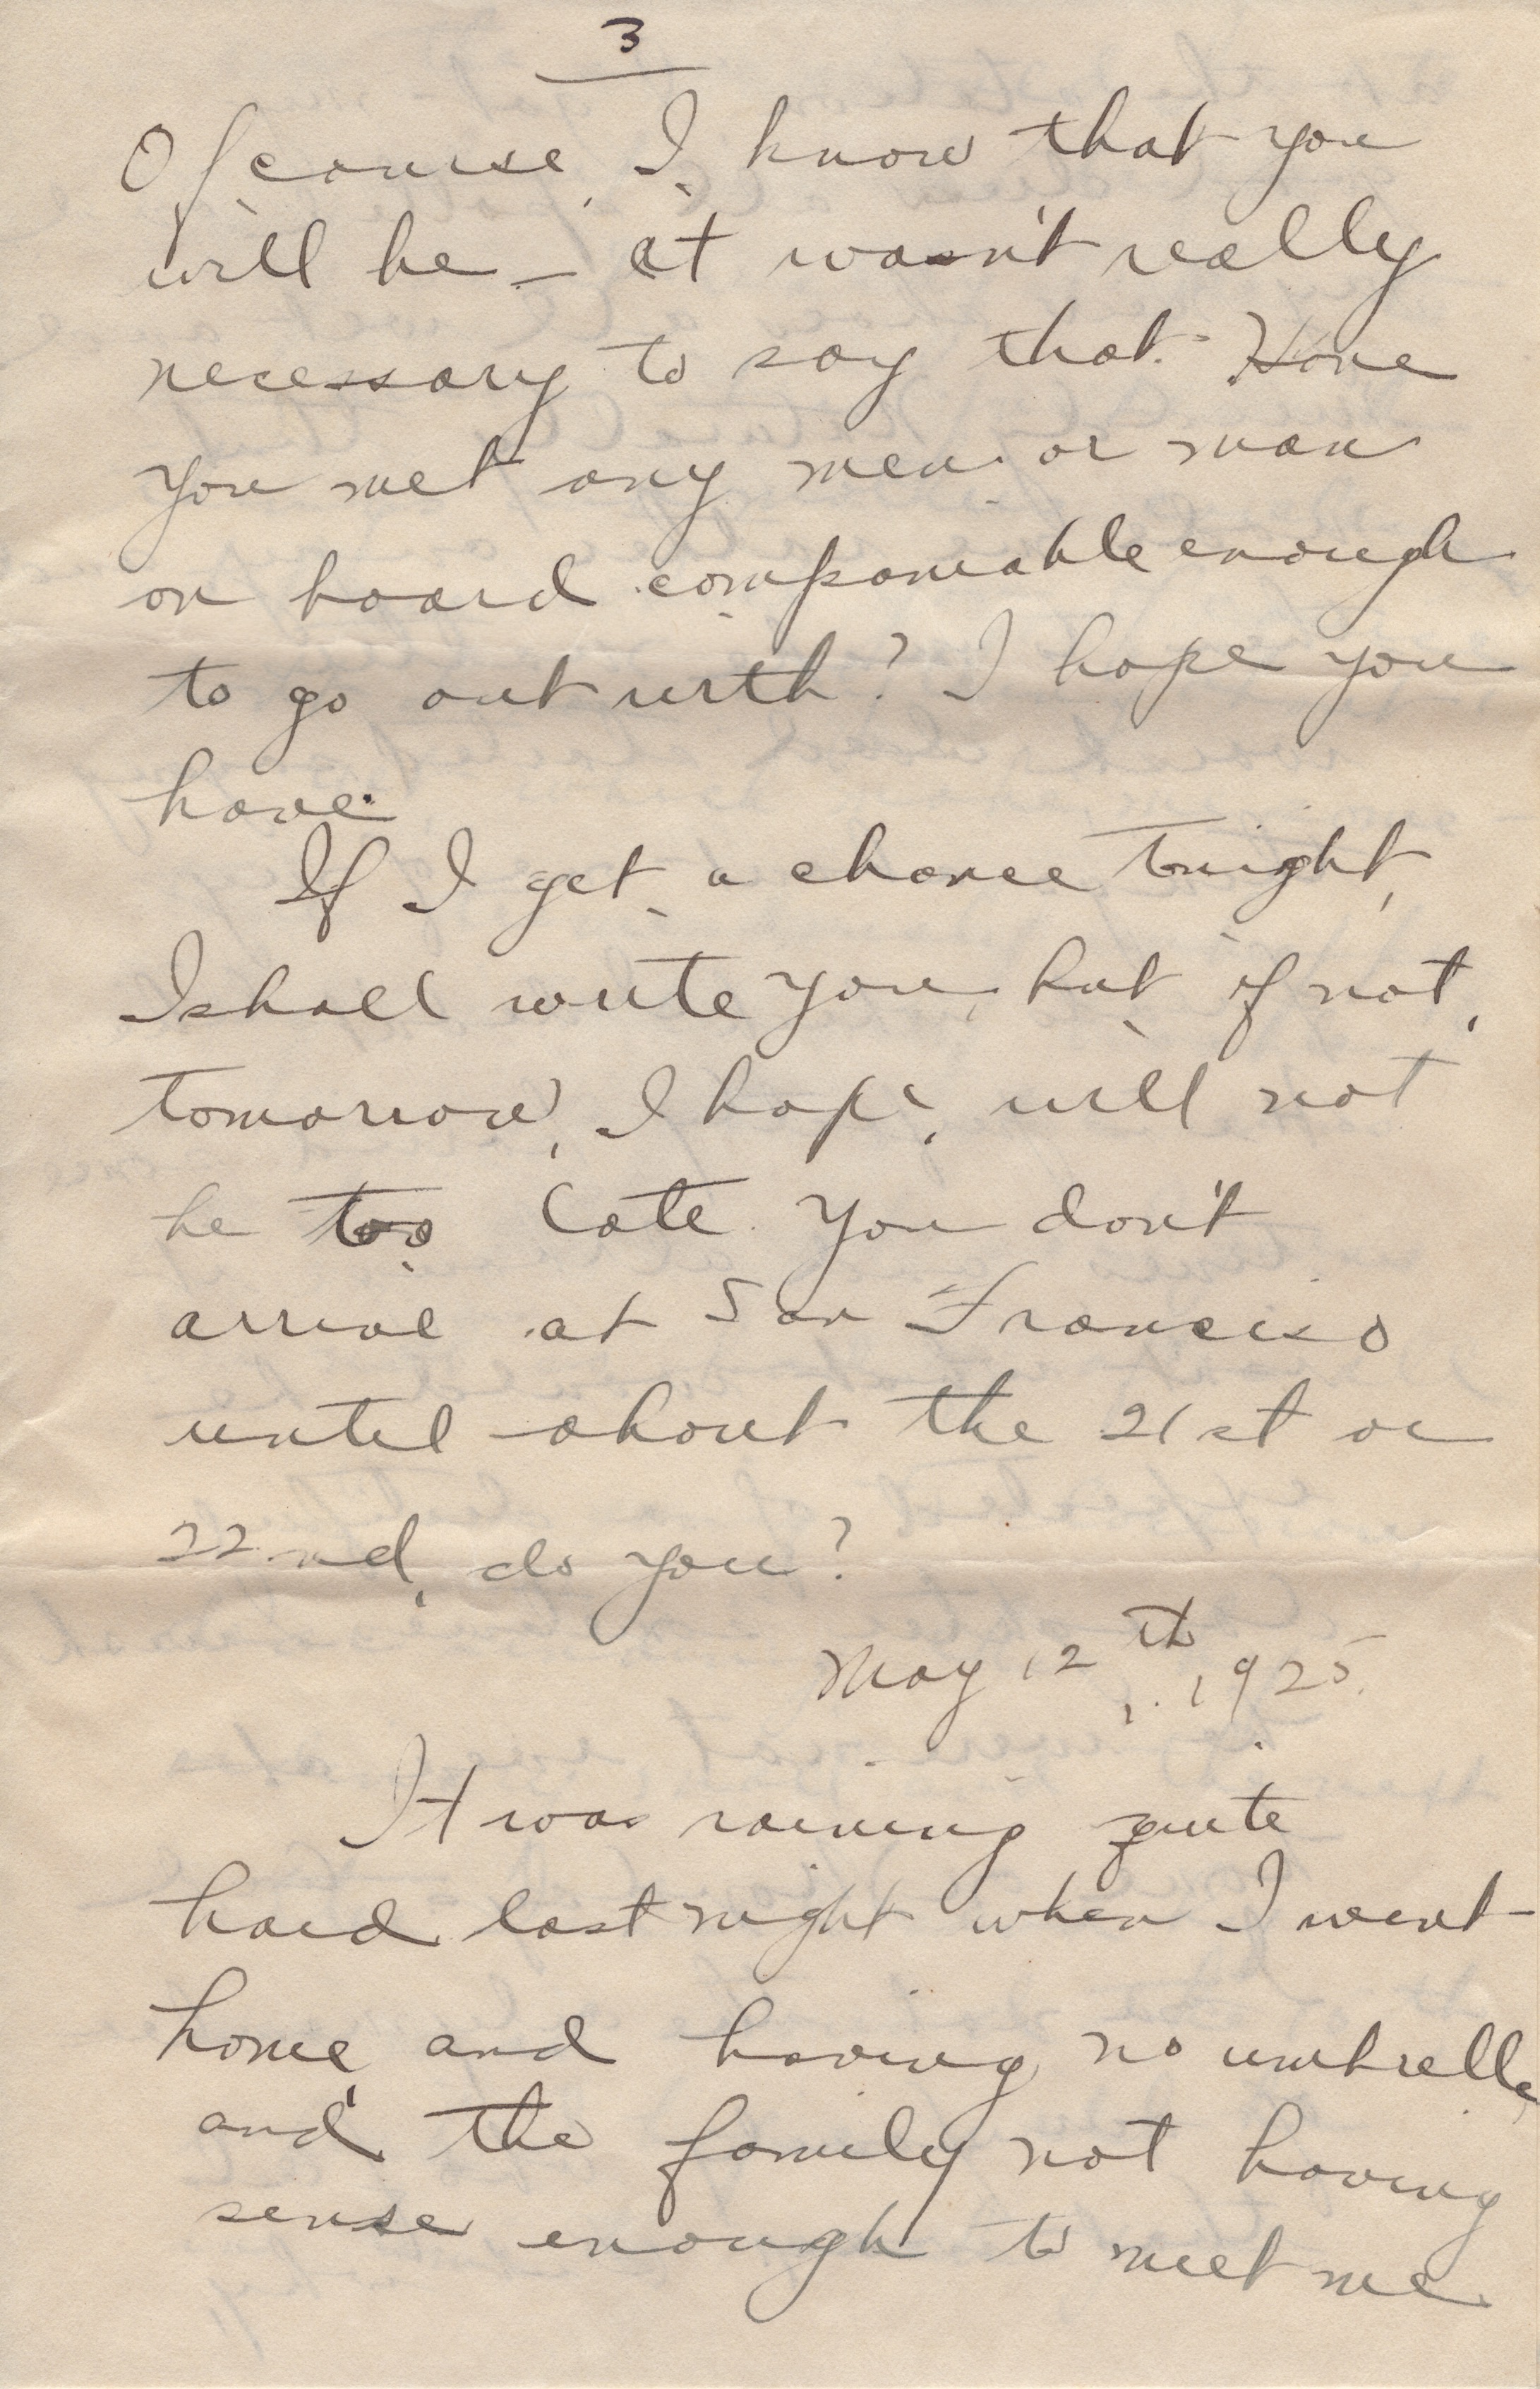 3
Of course, I know that you
will be – it wasn't really
necessary to say that. Have
you met any men or man
on board companiable enough
to go out with? I hope you
have.
If I get a chance tonight,
I shall write you, but if not,
tomorrow, I hope, will not
be too late. You don't
arrive at San Francisco
until about the 21st or
22nd, do you?
May 12th, 1925.
It was raining quite
hard last night when I went
home, and having no umbrella,
and the family not having
sense enough to meet me